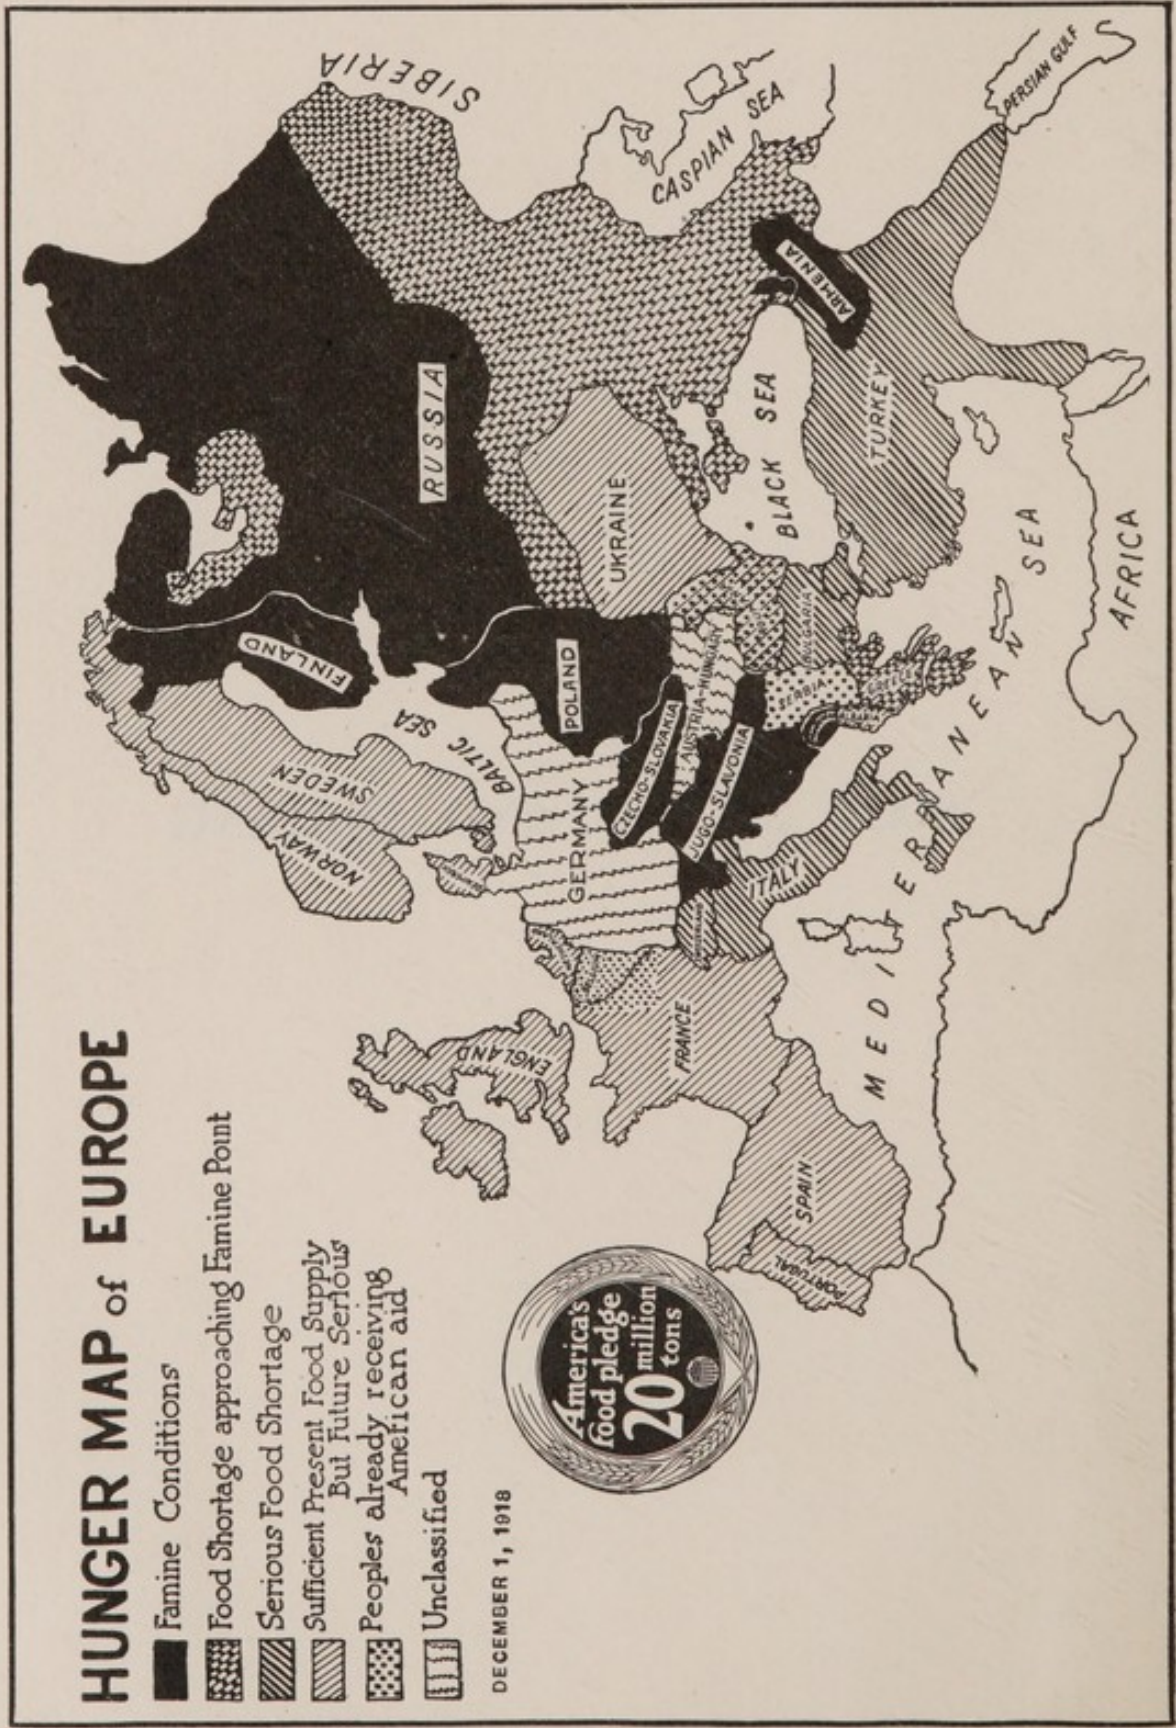 HUNGER MAP of EUROPE
Famine Conditions
Food Shortage approaching Famine Point
Serious Food Shortage
Sufficient Present Food Supply
But Future Serious
Peoples already receiving
American aid
Unclassified
DECEMBER 1, 1918
America's
food pledge
20 million
tons
SIBERIA
RUSSIA
FINLAND
SWEDEN
NORWAY
BALTIC SEA
POLAND
UKRAINE
GERMANY
CZECHO-SLOVAKIA
AUSTRIA-HUNGARY
JUGO-SLAVONIA
SERBIA
BULGARIA
GREECE
ITALY
ENGLAND
FRANCE
SPAIN
PORTUGAL
BLACK SEA
CASPIAN SEA
ARMENIA
TURKEY
PERSIAN GULF
MEDITERRANEAN SEA
AFRICA